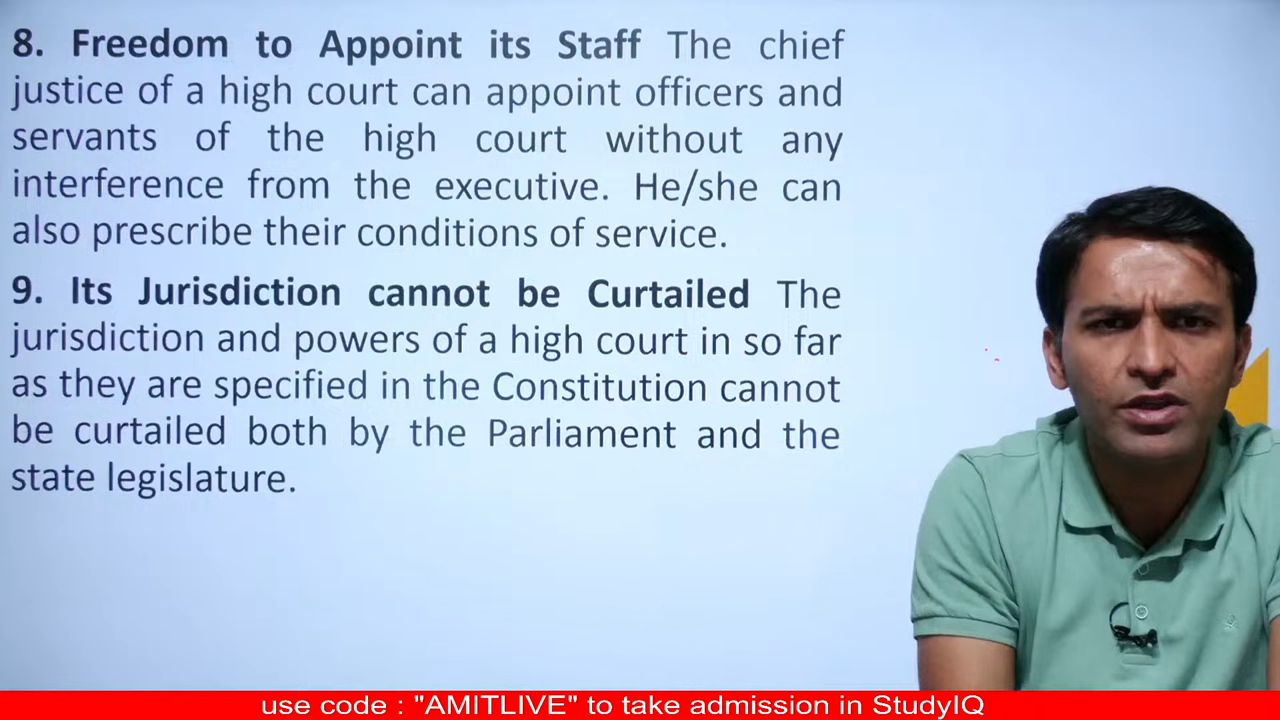 8. Freedom to Appoint its Staff The chief
justice of a high court can appoint officers and
servants of the high court without any
interference from the executive. He/she can
also prescribe their conditions of service.
9. Its Jurisdiction cannot be Curtailed The
jurisdiction and powers of a high court in so far
as they are specified in the Constitution cannot
be curtailed both by the Parliament and the
state legislature.
use code : "AMITLIVE" to take admission in StudyIQ